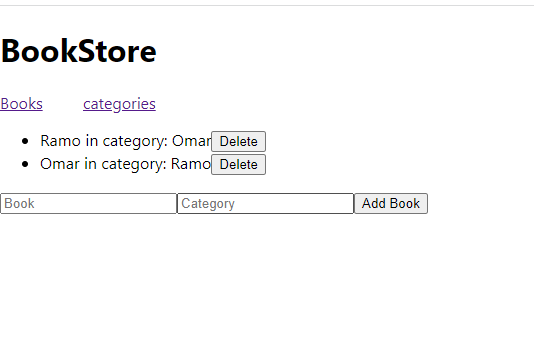 BookStore
Books categories
Ramo in category: Omar Delete
Omar in category: Ramo Delete
Book Category Add Book